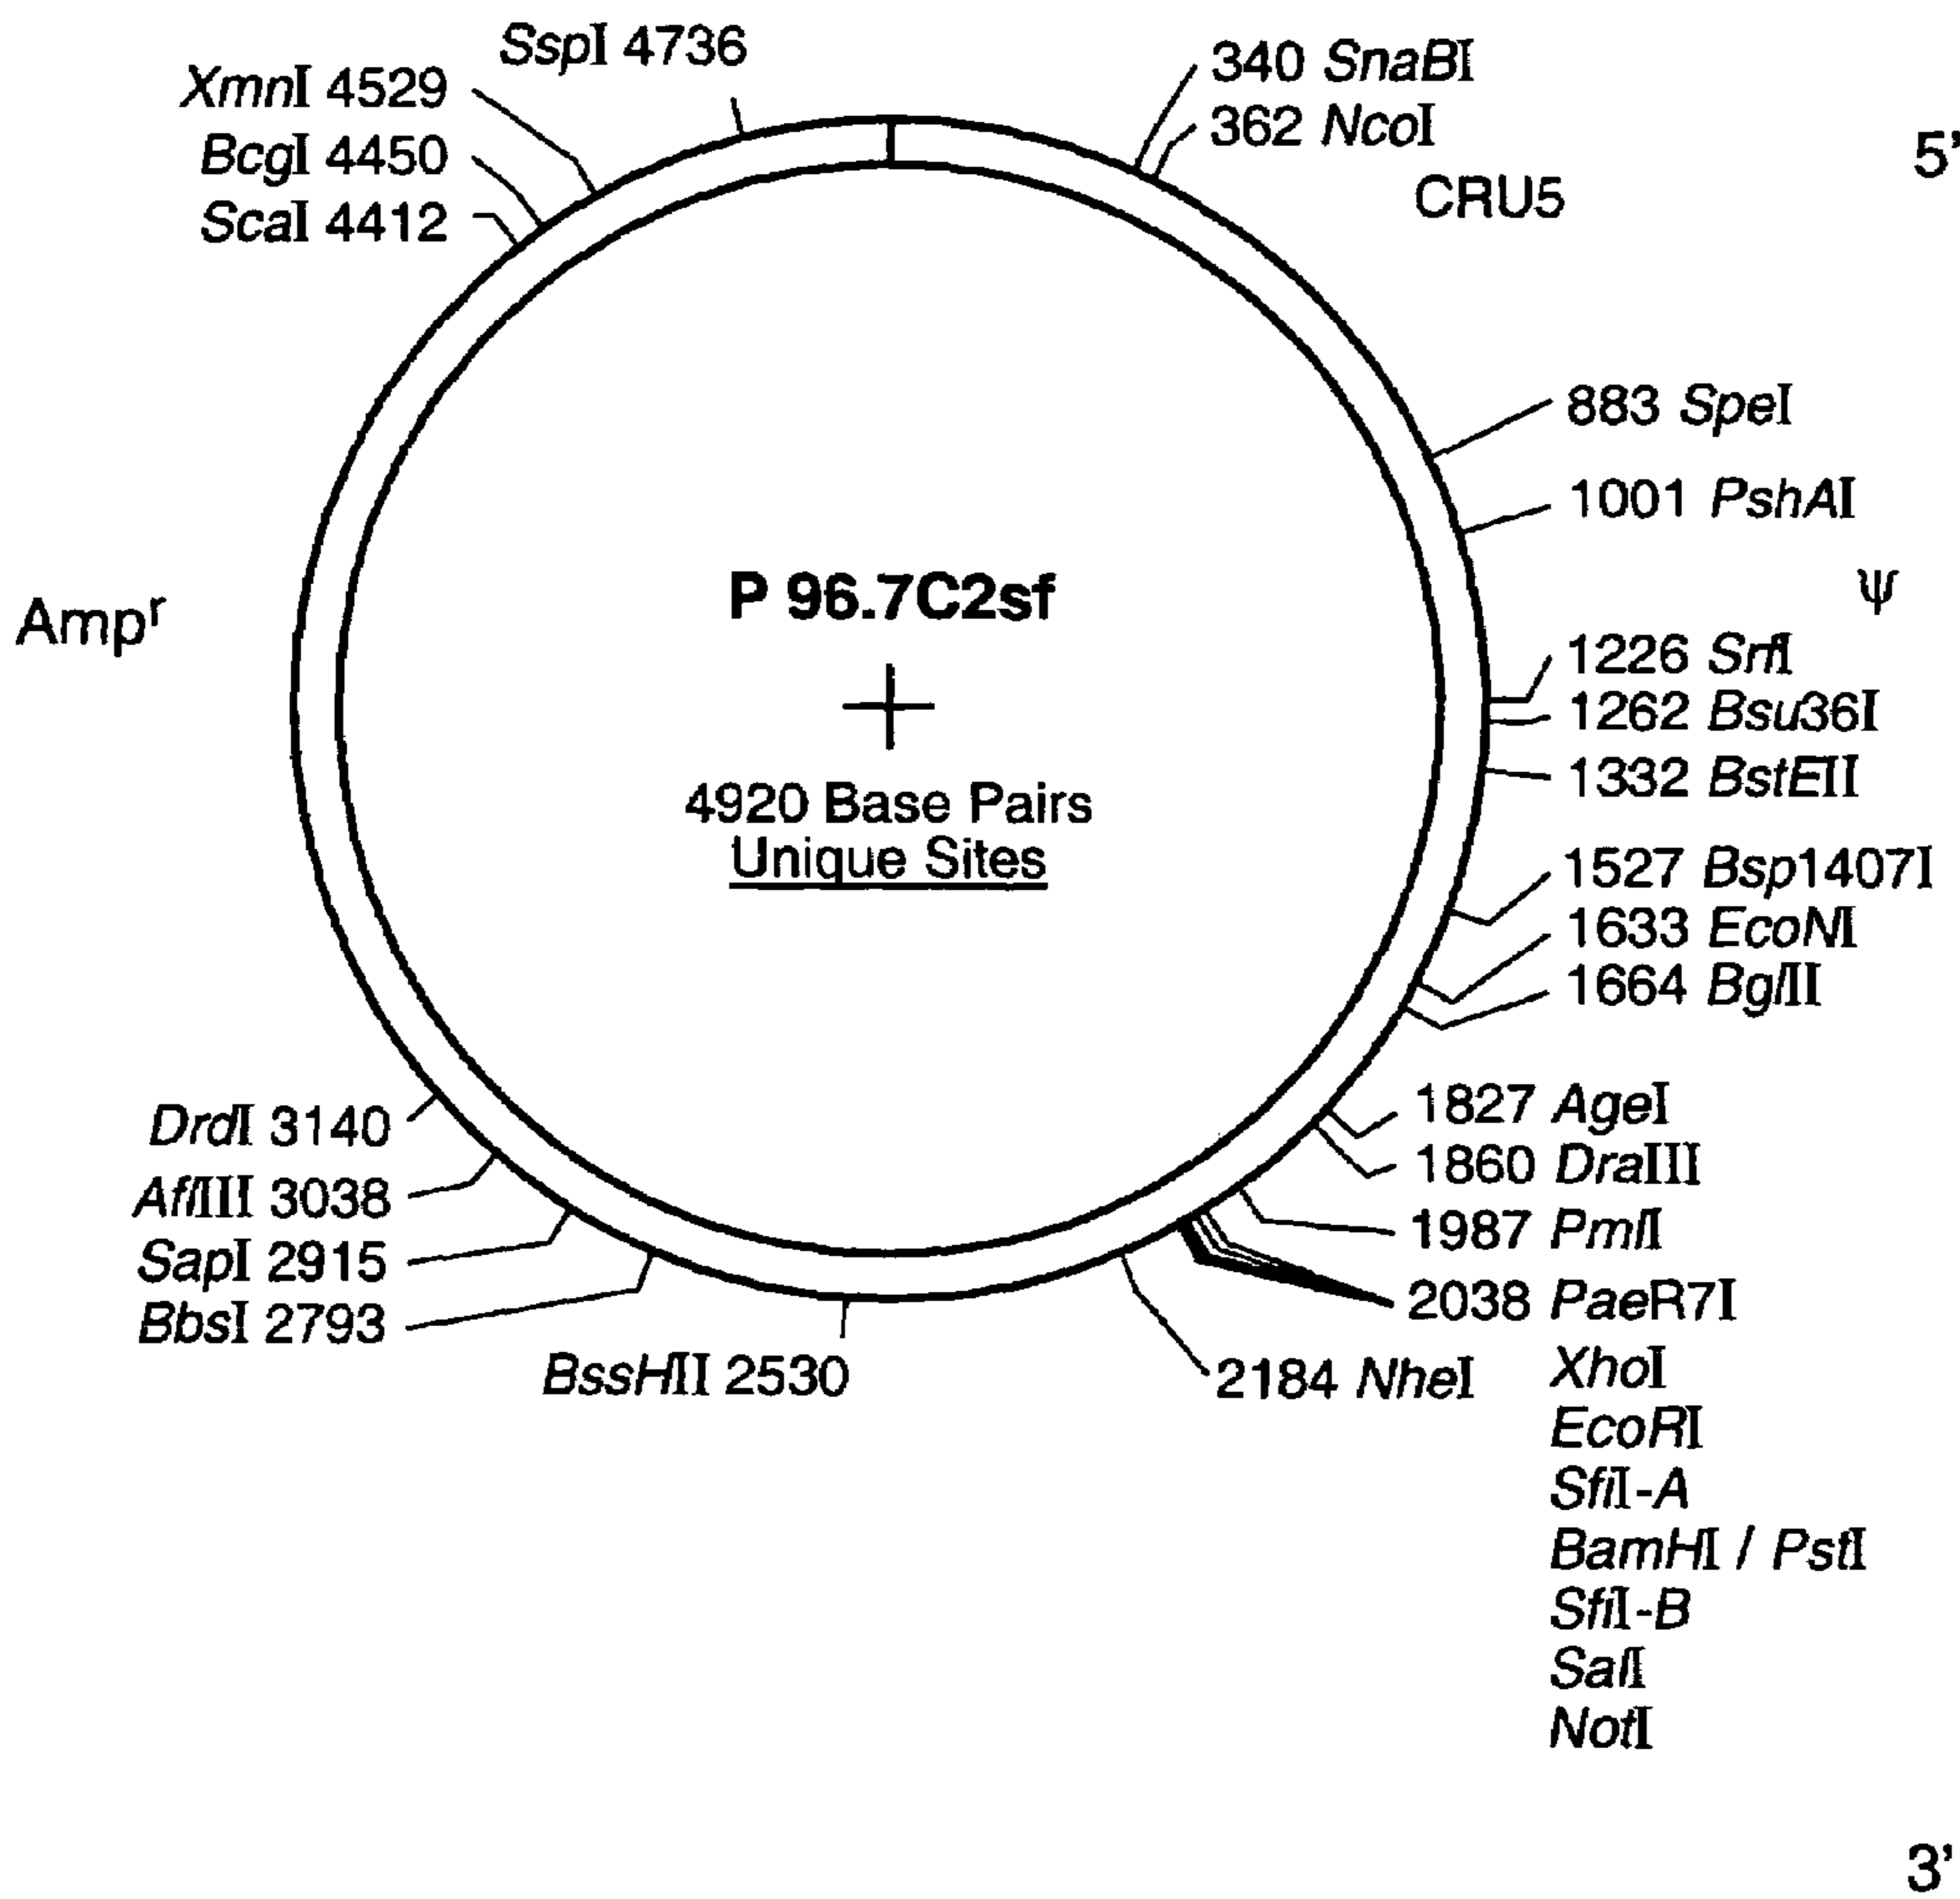 SspI 4736
XmnI 4529
BcgI 4450
ScaI 4412
340 SnaBI
362 NcoI
CRU5
5'
883 SpeI
1001 PshAI
ψ
Ampʳ
P 96.7C2sf
4920 Base Pairs
Unique Sites
1226 SrfI
1262 Bsu36I
1332 BstEII
1527 Bsp1407I
1633 EcoNI
1664 BglII
1827 AgeI
1860 DraIII
1987 PmlI
2038 PaeR7I
XhoI
EcoRI
SfiI-A
BamHI / PstI
SfiI-B
SalI
NotI
2184 NheI
BssHII 2530
DrdI 3140
AflIII 3038
SapI 2915
BbsI 2793
3'